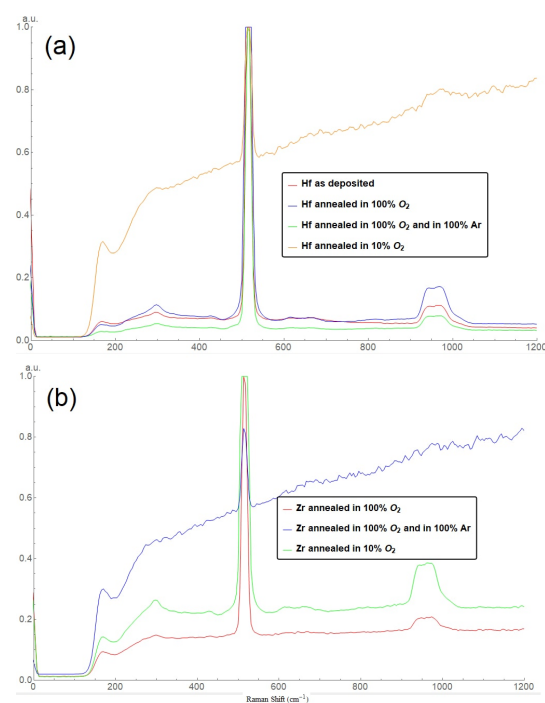 a.u.
1.0
(a)
0.8
0.6
Hf as deposited
Hf annealed in 100% O2
0.4
Hf annealed in 100% O2 and in 100% Ar
Hf annealed in 10% O2
0.2
0.0
0 200 400 600 800 1000 1200
a.u.
1.0
(b)
0.8
0.6
Zr annealed in 100% O2
0.4
Zr annealed in 100% O2 and in 100% Ar
Zr annealed in 10% O2
0.2
0.0
0 200 400 600 800 1000 1200
Raman Shift (cm⁻¹)